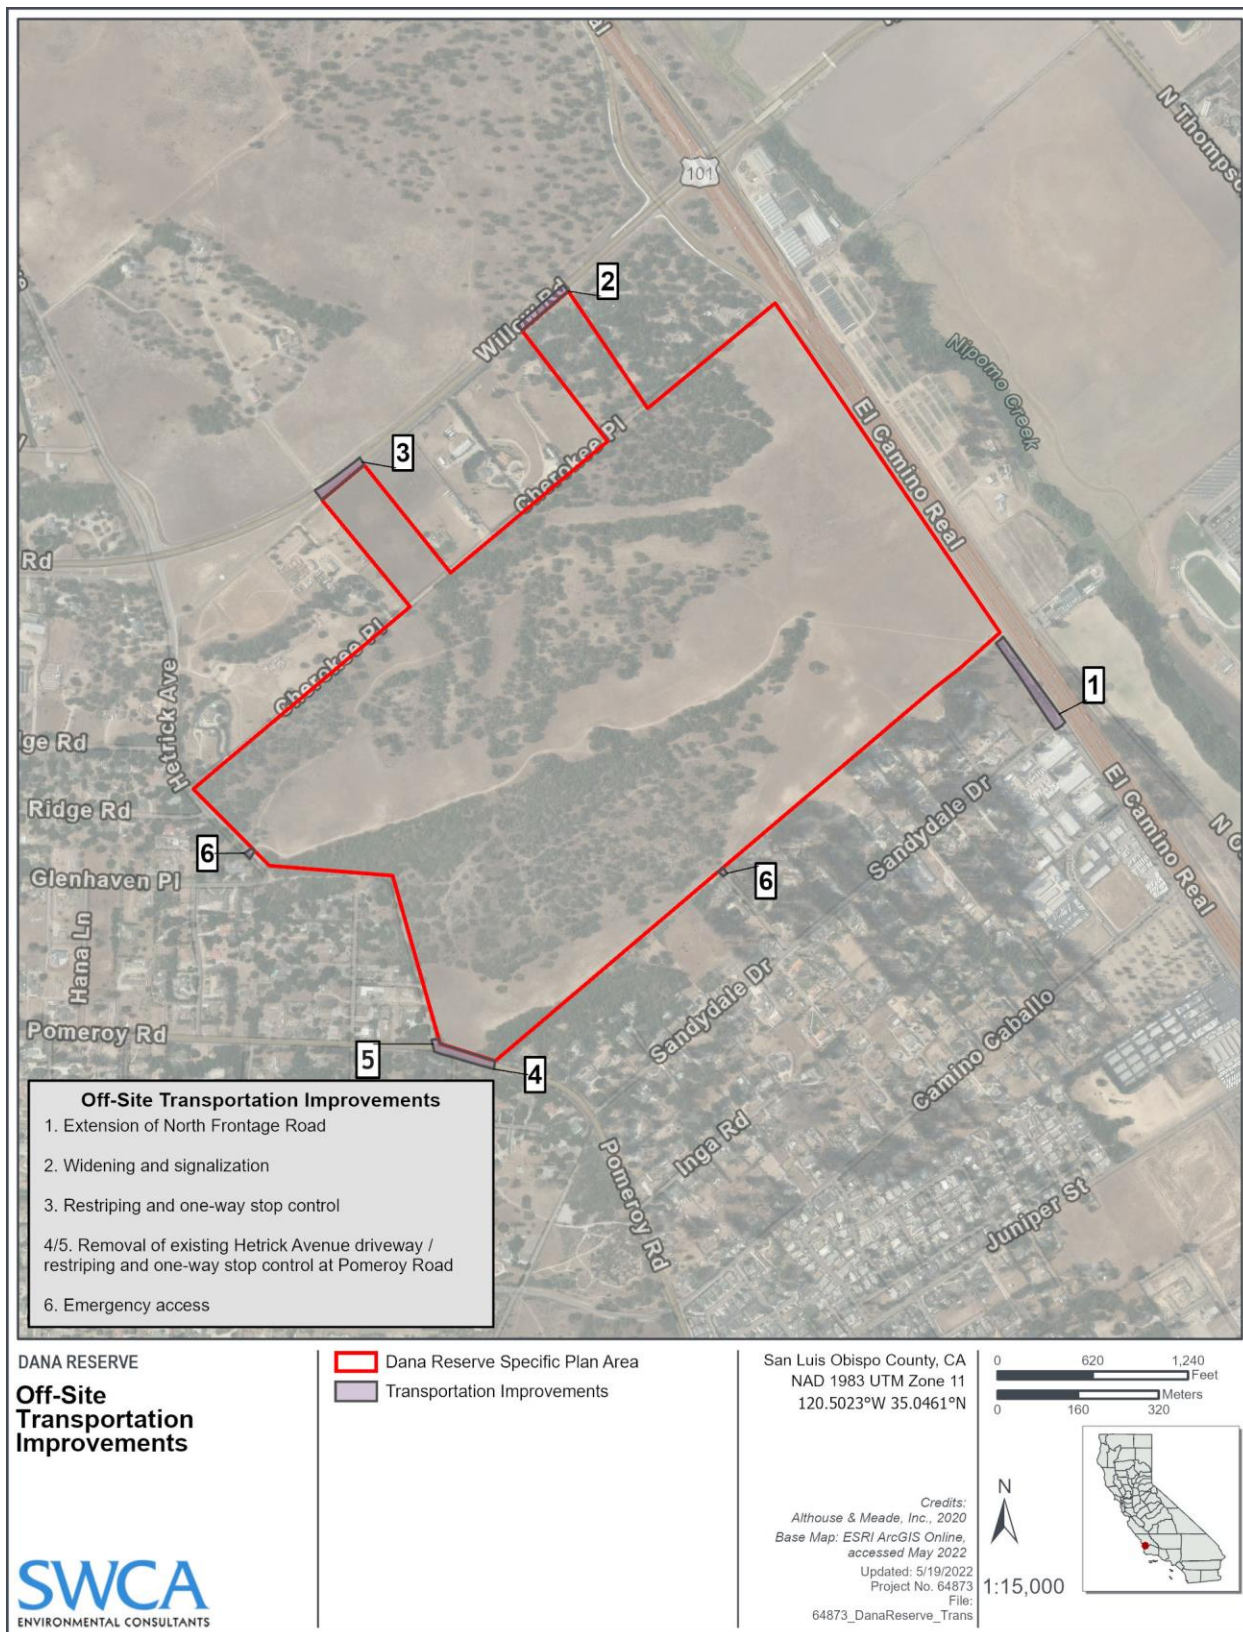 al
N Thompso
101
2
Willow Rd
Nipomo Creek
3
Cherokee Pl
El Camino Real
Rd
Cherokee Pl
Hetrick Ave
1
ge Rd
Ridge Rd
Sandydale Dr
El Camino Real
N O
6
6
Glenhaven Pl
Hana Ln
Sandydale Dr
Camino Caballo
Pomeroy Rd
5
4
Inga Rd
Pomeroy Rd
Juniper St
Off-Site Transportation Improvements
1. Extension of North Frontage Road
2. Widening and signalization
3. Restriping and one-way stop control
4/5. Removal of existing Hetrick Avenue driveway /
restriping and one-way stop control at Pomeroy Road
6. Emergency access
DANA RESERVE
Off-Site
Transportation
Improvements
SWCA
ENVIRONMENTAL CONSULTANTS
Dana Reserve Specific Plan Area
Transportation Improvements
San Luis Obispo County, CA
NAD 1983 UTM Zone 11
120.5023°W 35.0461°N
Credits:
Althouse & Meade, Inc., 2020
Base Map: ESRI ArcGIS Online,
accessed May 2022
Updated: 5/19/2022
Project No. 64873
File:
64873_DanaReserve_Trans
0 620 1,240
Feet
Meters
0 160 320
N
1:15,000